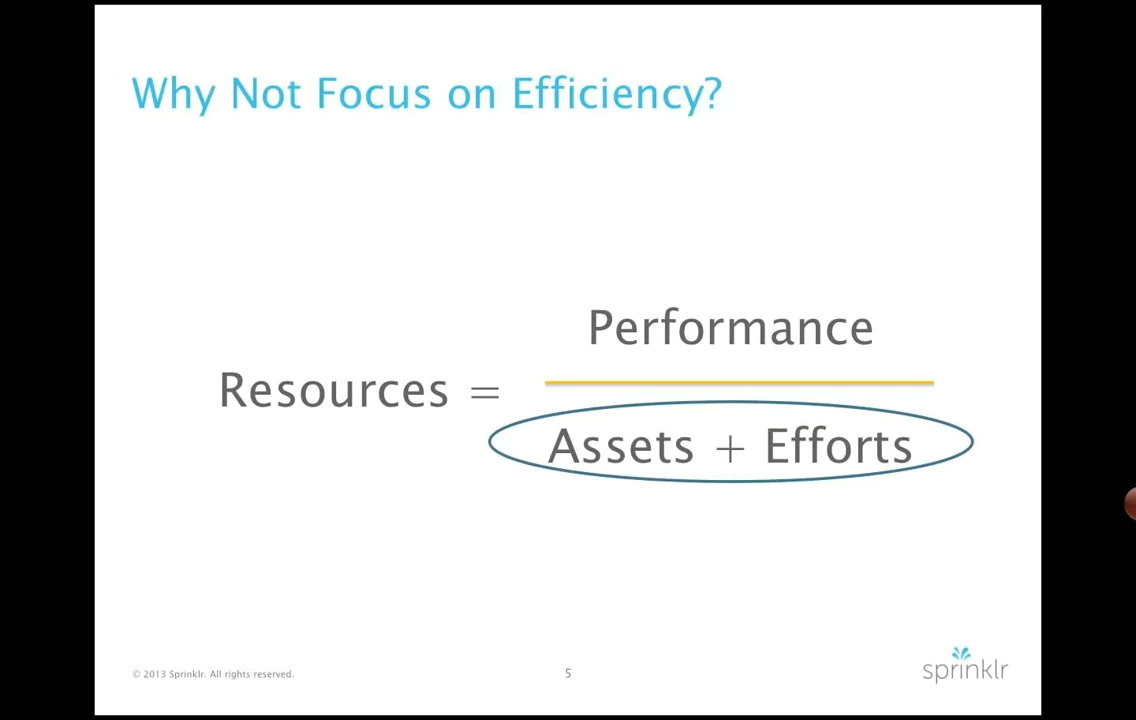 Why Not Focus on Efficiency?
Performance
Resources =
Assets + Efforts
© 2013 Sprinklr. All rights reserved.
5
sprinklr